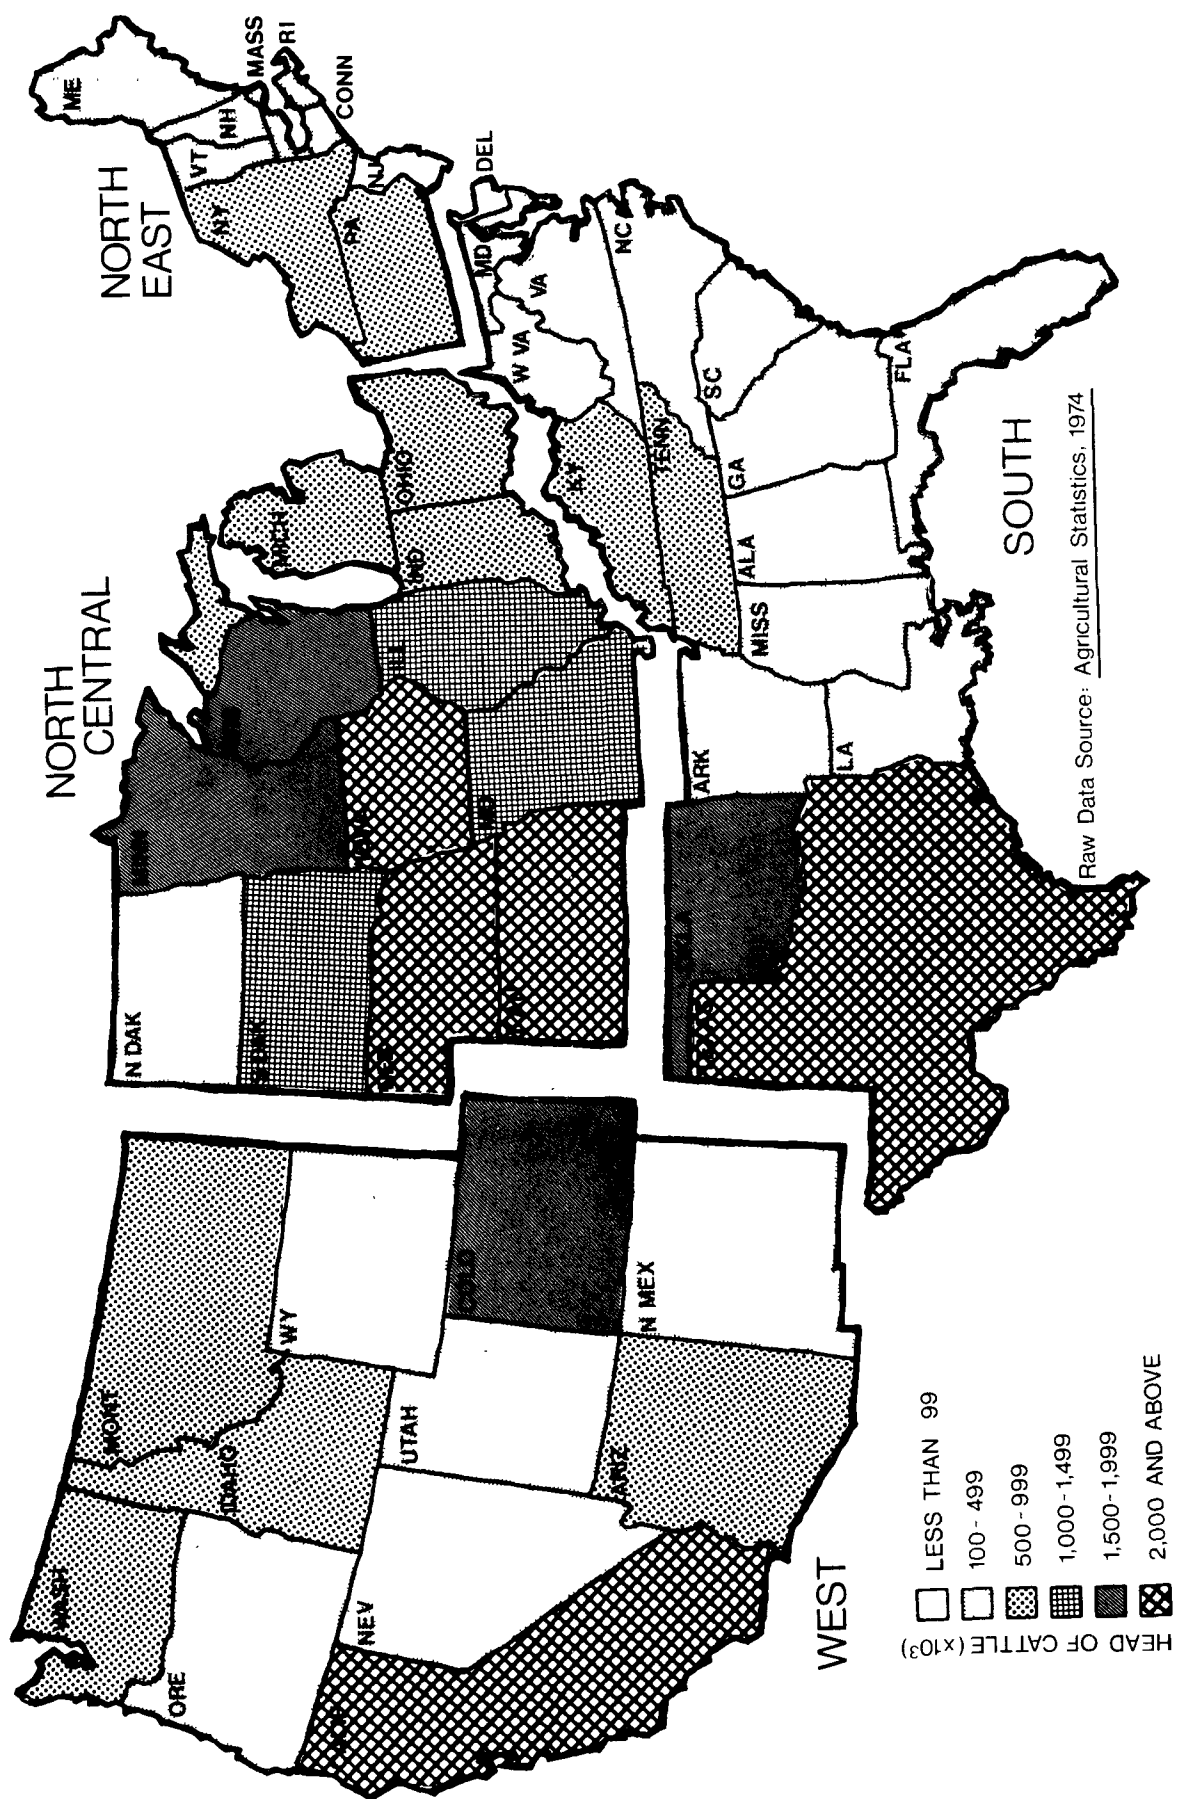 NORTH
CENTRAL
NORTH
EAST
WEST
SOUTH
WASH
ORE
MONT
IDAHO
WY
NEV
UTAH
COLO
ARIZ
N MEX
N DAK
S DAK
NEB
KAN
MINN
IOWA
MO
ILL
IND
MICH
OHIO
TEXAS
OKLA
ARK
LA
MISS
ALA
GA
FLA
SC
NC
TENN
KY
W VA
VA
MD
DEL
PA
NJ
NY
VT
NH
ME
MASS
RI
CONN
HEAD OF CATTLE (x10³)
LESS THAN 99
100-499
500-999
1,000-1,499
1,500-1,999
2,000 AND ABOVE
Raw Data Source: Agricultural Statistics, 1974